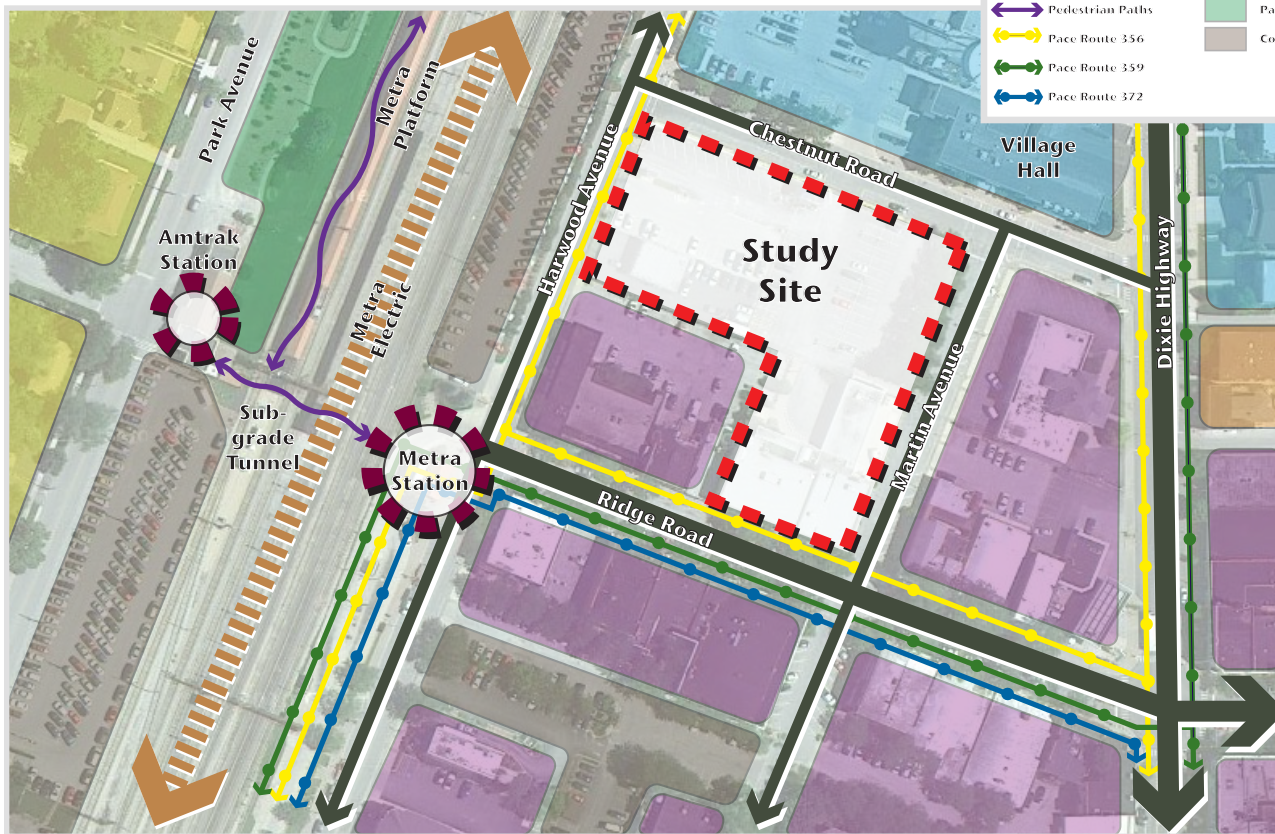 Pedestrian Paths
Pace Route 356
Pace Route 359
Pace Route 372
Pa
Co
Park Avenue
Metra
Platform
Harwood Avenue
Chestnut Road
Village
Hall
Amtrak
Station
Study
Site
Dixie Highway
Metra
Electric
Martin Avenue
Sub-
grade
Tunnel
Metra
Station
Ridge Road